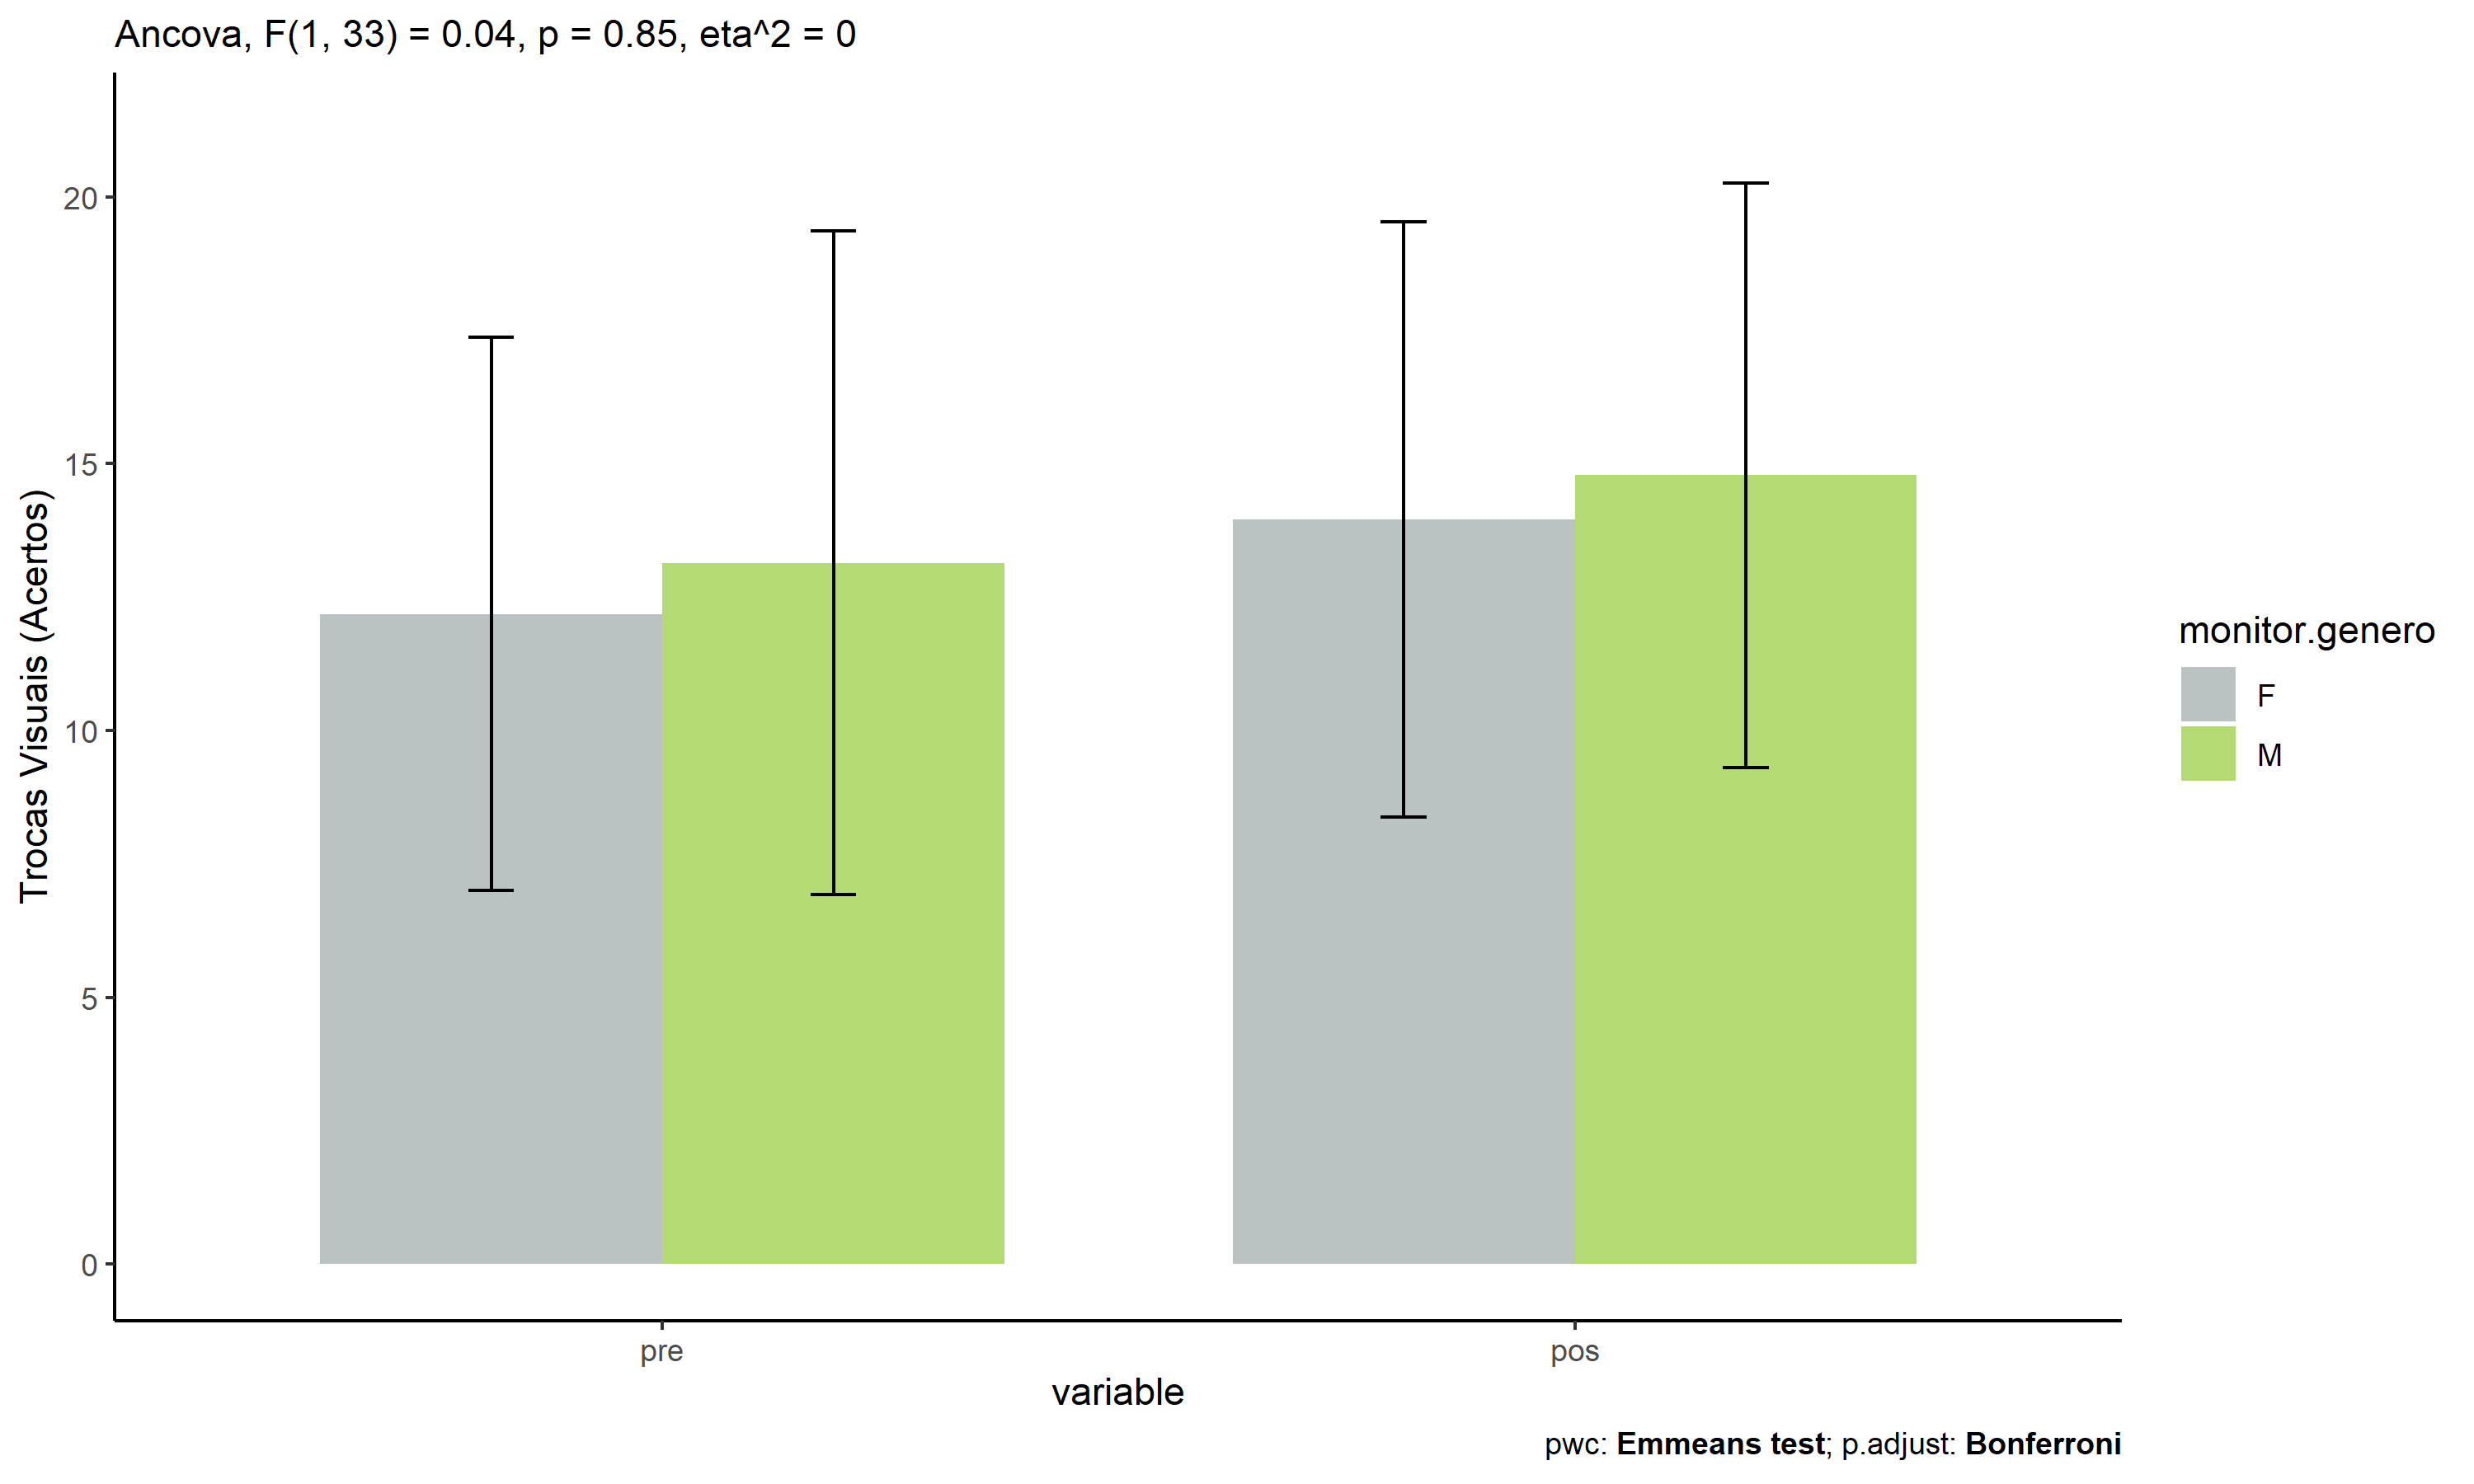 Ancova, F(1, 33) = 0.04, p = 0.85, eta^2 = 0
Trocas Visuais (Acertos)
20
15
10
5
0
pre
pos
variable
monitor.genero
F
M
pwc: Emmeans test; p.adjust: Bonferroni